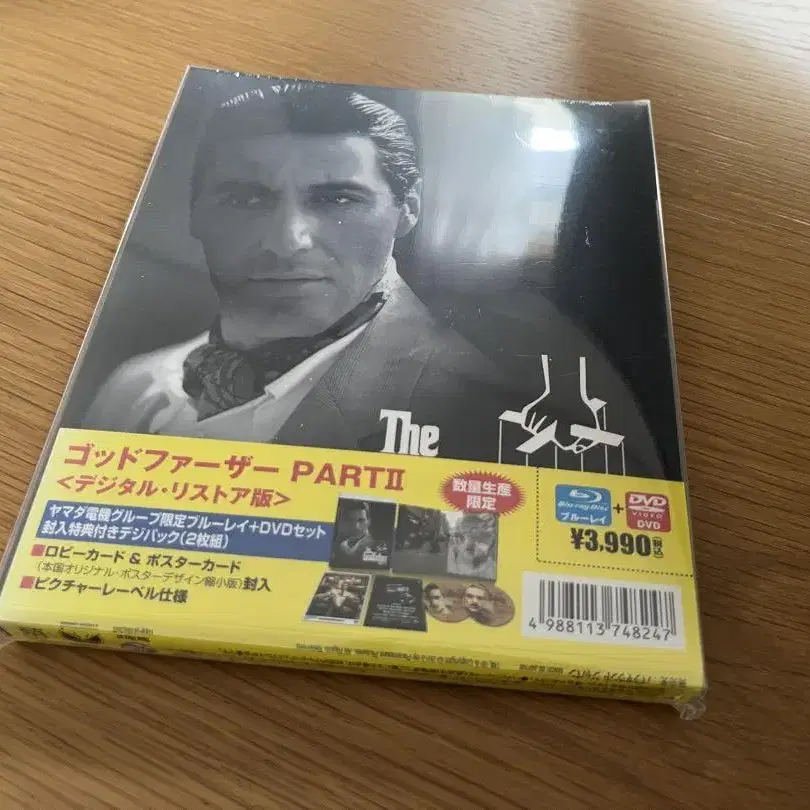 The
ゴッドファーザー PARTⅡ
<デジタル・リストア版>
数量生産
限定
Blu-ray Disc
ブルーレイ
+
DVD
VIDEO
DVD
¥3,990税込
ヤマダ電機グループ限定ブルーレイ+DVDセット
封入特典付きデジパック(2枚組)
■ロビーカード & ポスターカード
(本国オリジナル・ポスターデザイン縮小版)封入
■ピクチャーレーベル仕様
4 988113 748247